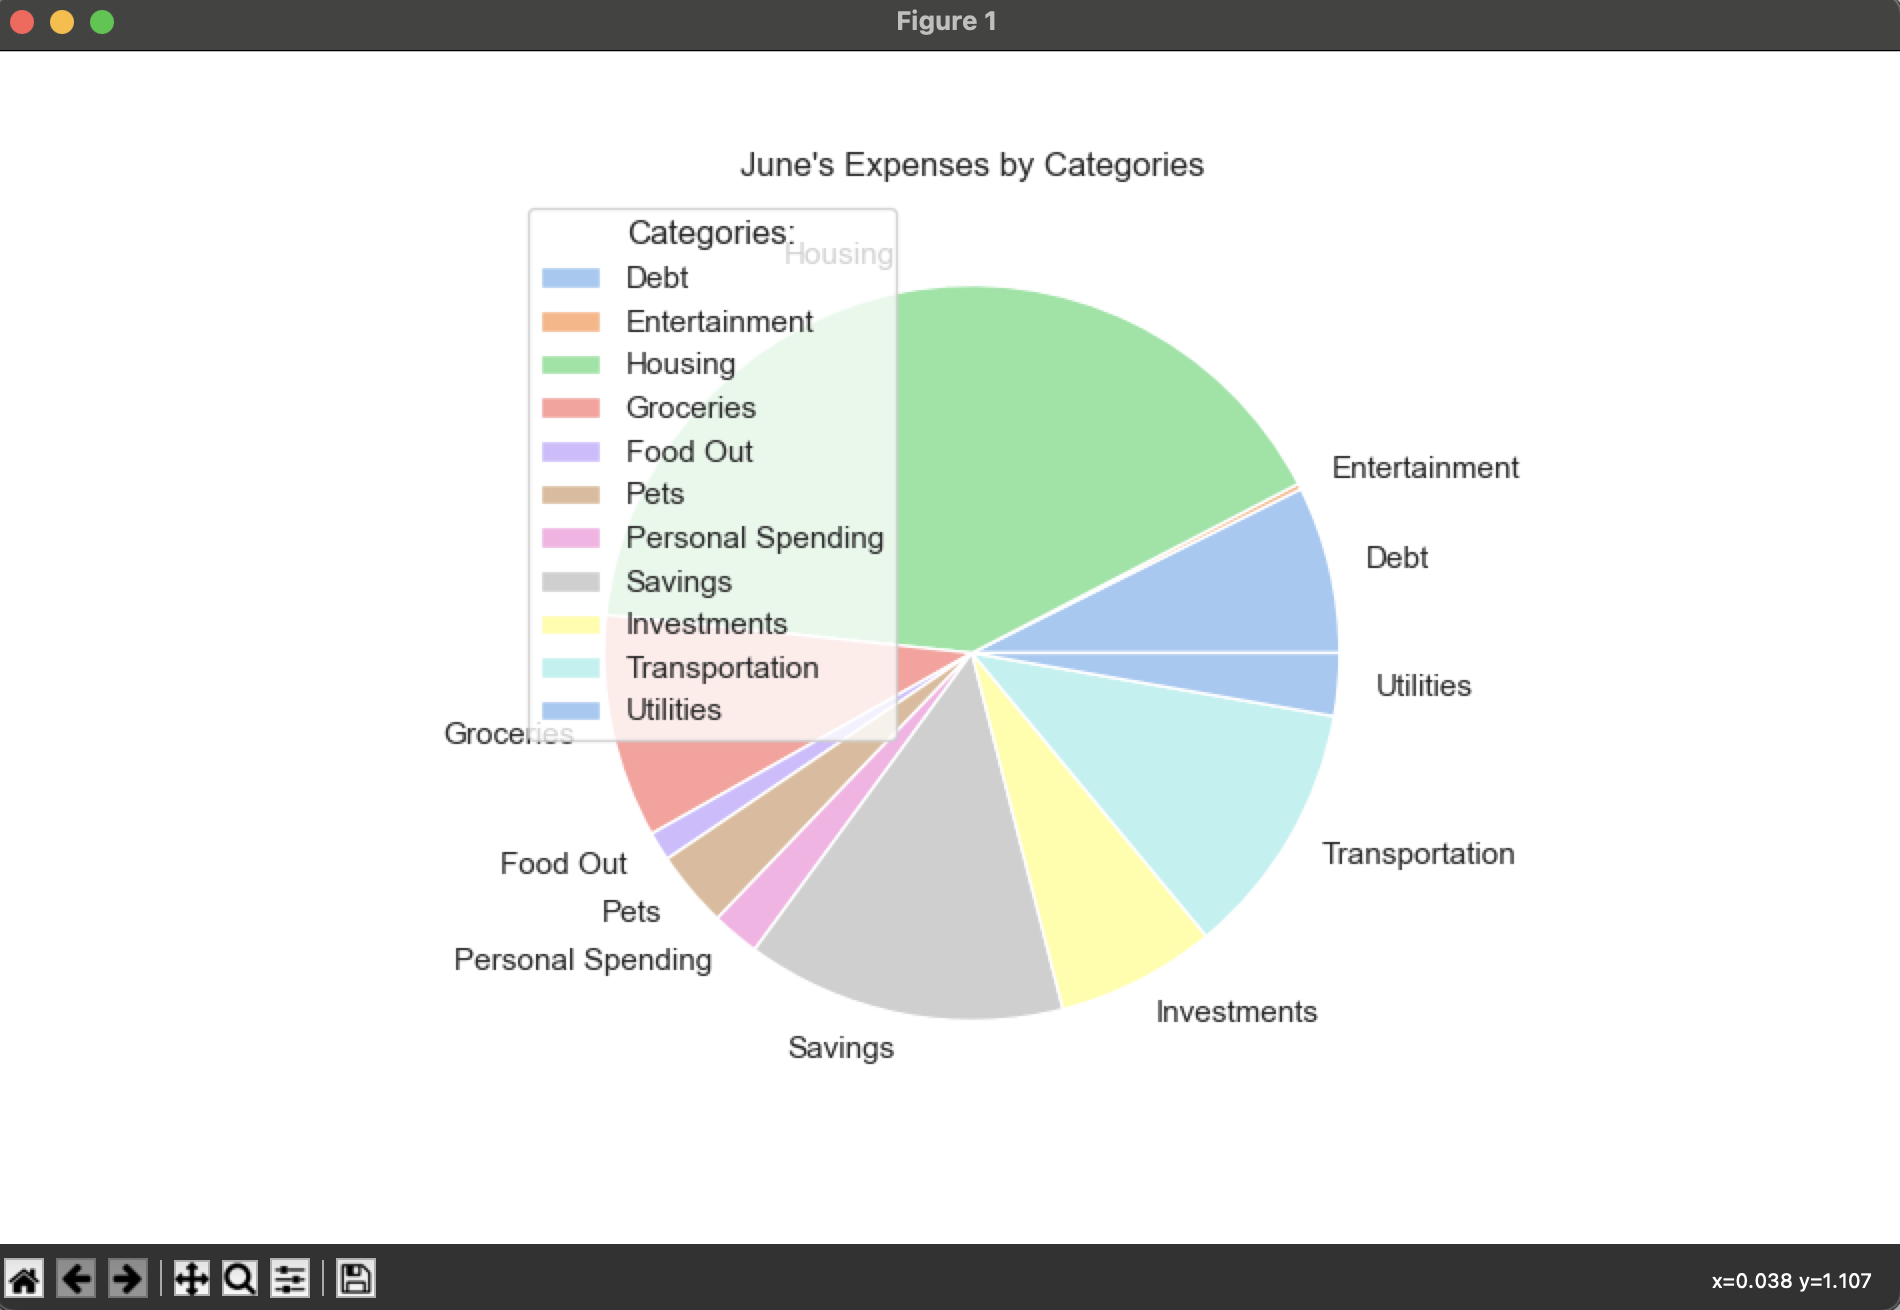 Figure 1
June's Expenses by Categories
Categories:
Housing
Debt
Entertainment
Housing
Groceries
Food Out
Pets
Personal Spending
Savings
Investments
Transportation
Utilities
Entertainment
Debt
Utilities
Groceries
Transportation
Food Out
Pets
Personal Spending
Investments
Savings
x=0.038 y=1.107